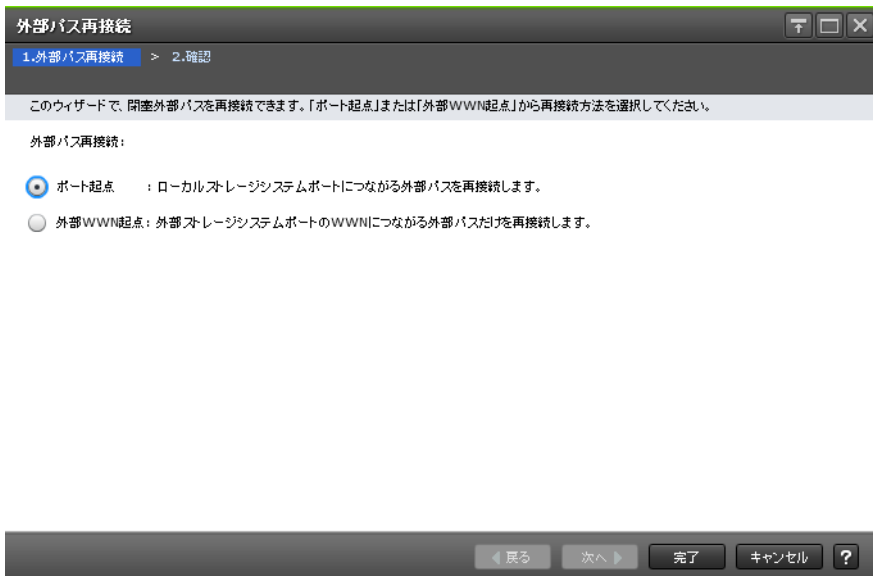 外部パス再接続
1.外部パス再接続 > 2.確認
このウィザードで、閉塞外部パスを再接続できます。「ポート起点」または「外部WWN起点」から再接続方法を選択してください。
外部パス再接続:
ポート起点 : ローカルストレージシステムポートにつながる外部パスを再接続します。
外部WWN起点 : 外部ストレージシステムポートのWWNにつながる外部パスだけを再接続します。
戻る 次へ 完了 キャンセル ?